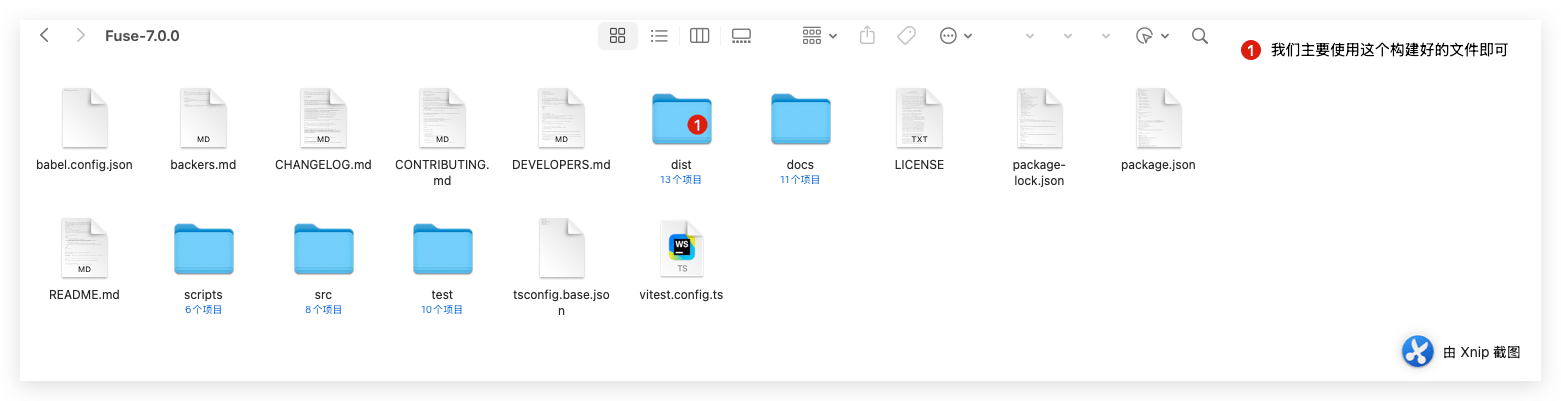 Fuse-7.0.0
1 我们主要使用这个构建好的文件即可
MD
MD
MD
MD
1
TXT
babel.config.json
backers.md
CHANGELOG.md
CONTRIBUTING.
md
DEVELOPERS.md
dist
13个项目
docs
11个项目
LICENSE
package-
lock.json
package.json
MD
WS
TS
README.md
scripts
6个项目
src
8个项目
test
10个项目
tsconfig.base.jso
n
vitest.config.ts
由 Xnip 截图